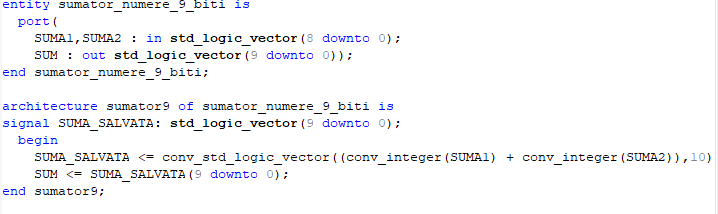 entity sumator_numere_9_biti is
port(
SUMA1,SUMA2 : in std_logic_vector(8 downto 0);
SUM : out std_logic_vector(9 downto 0));
end sumator_numere_9_biti;
architecture sumator9 of sumator_numere_9_biti is
signal SUMA_SALVATA: std_logic_vector(9 downto 0);
begin
SUMA_SALVATA <= conv_std_logic_vector((conv_integer(SUMA1) + conv_integer(SUMA2)),10)
SUM <= SUMA_SALVATA(9 downto 0);
end sumator9;